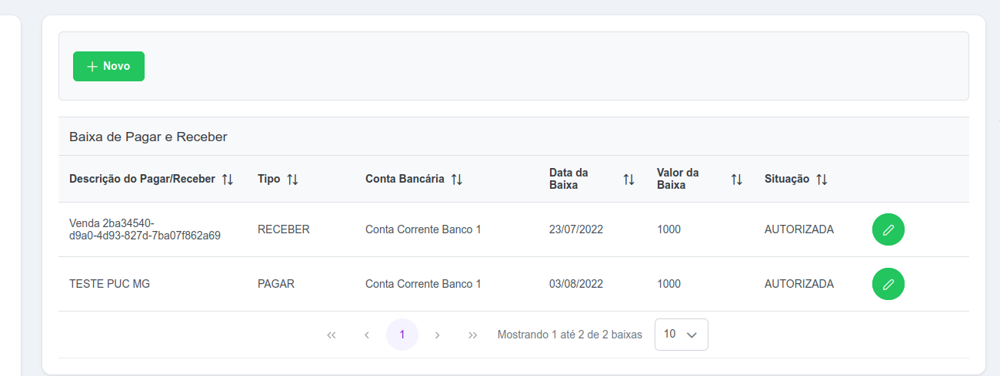 Novo
Baixa de Pagar e Receber
Descrição do Pagar/Receber Tipo Conta Bancária Data da Baixa Valor da Baixa Situação
Venda 2ba34540-
d9a0-4d93-827d-7ba07f862a69 RECEBER Conta Corrente Banco 1 23/07/2022 1000 AUTORIZADA
TESTE PUC MG PAGAR Conta Corrente Banco 1 03/08/2022 1000 AUTORIZADA
1 Mostrando 1 até 2 de 2 baixas 10